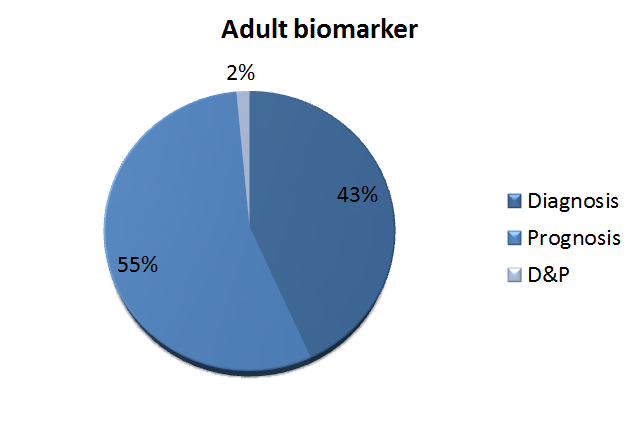 Adult biomarker
2%
43%
55%
Diagnosis
Prognosis
D&P